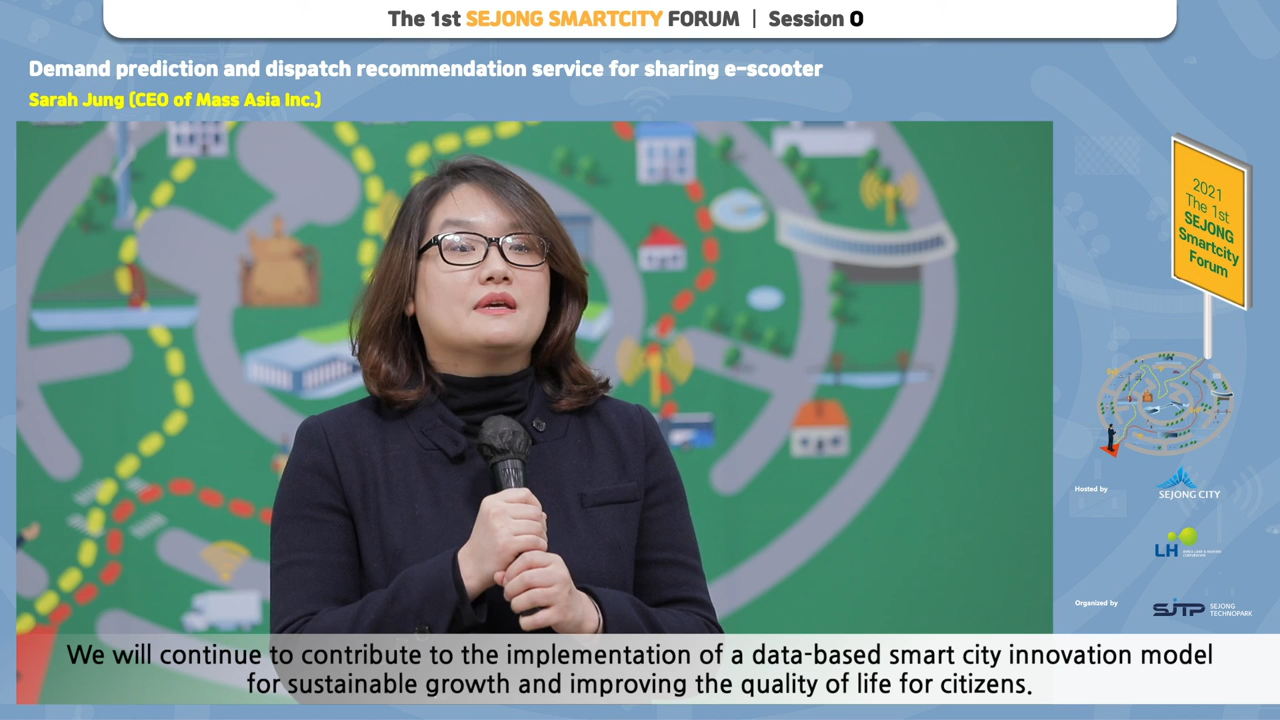 The 1st SEJONG SMARTCITY FORUM | Session 0
Demand prediction and dispatch recommendation service for sharing e-scooter
Sarah Jung (CEO of Mass Asia Inc.)
2021
The 1st
SEJONG
Smartcity
Forum
Hosted by
SEJONG CITY
LH
Organized by
SJTP SEJONG
TECHNOPARK
We will continue to contribute to the implementation of a data-based smart city innovation model
for sustainable growth and improving the quality of life for citizens.